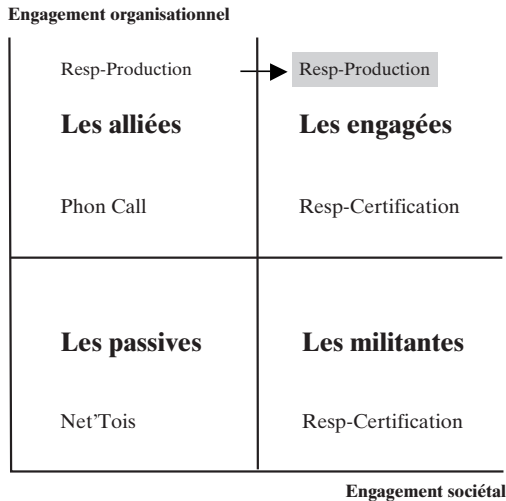 Engagement organisationnel
Resp-Production
Resp-Production
Les alliées
Les engagées
Phon Call
Resp-Certification
Les passives
Les militantes
Net'Tois
Resp-Certification
Engagement sociétal